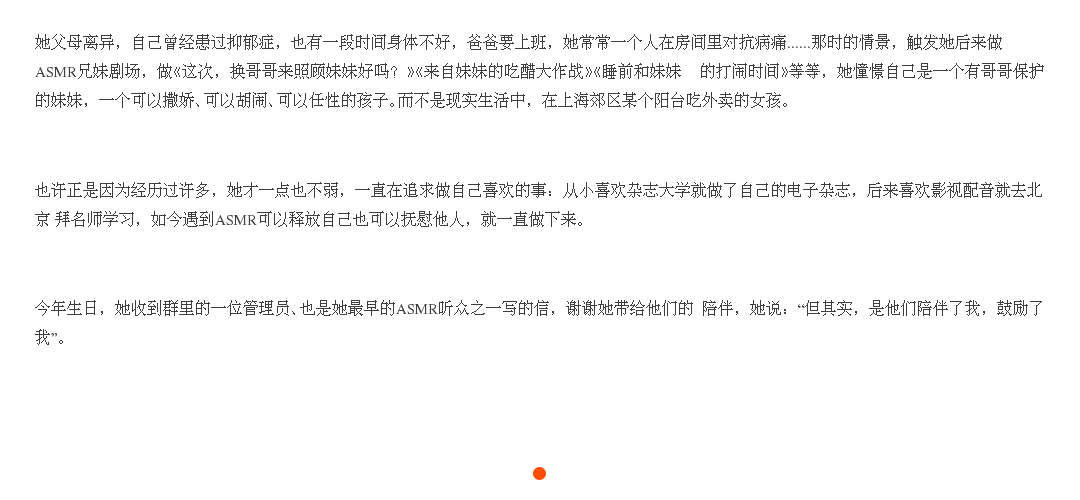 她父母离异，自己曾经患过抑郁症，也有一段时间身体不好，爸爸要上班，她常常一个人在房间里对抗病痛......那时的情景，触发她后来做
ASMR兄妹剧场，做《这次，换哥哥来照顾妹妹好吗？》《来自妹妹的吃醋大作战》《睡前和妹妹 的打闹时间》等等，她憧憬自己是一个有哥哥保护
的妹妹，一个可以撒娇、可以胡闹、可以任性的孩子。而不是现实生活中，在上海郊区某个阳台吃外卖的女孩。
也许正是因为经历过许多，她才一点也不弱，一直在追求做自己喜欢的事：从小喜欢杂志大学就做了自己的电子杂志，后来喜欢影视配音就去北
京 拜名师学习，如今遇到ASMR可以释放自己也可以抚慰他人，就一直做下来。
今年生日，她收到群里的一位管理员、也是她最早的ASMR听众之一写的信，谢谢她带给他们的 陪伴，她说：“但其实，是他们陪伴了我，鼓励了
我”。